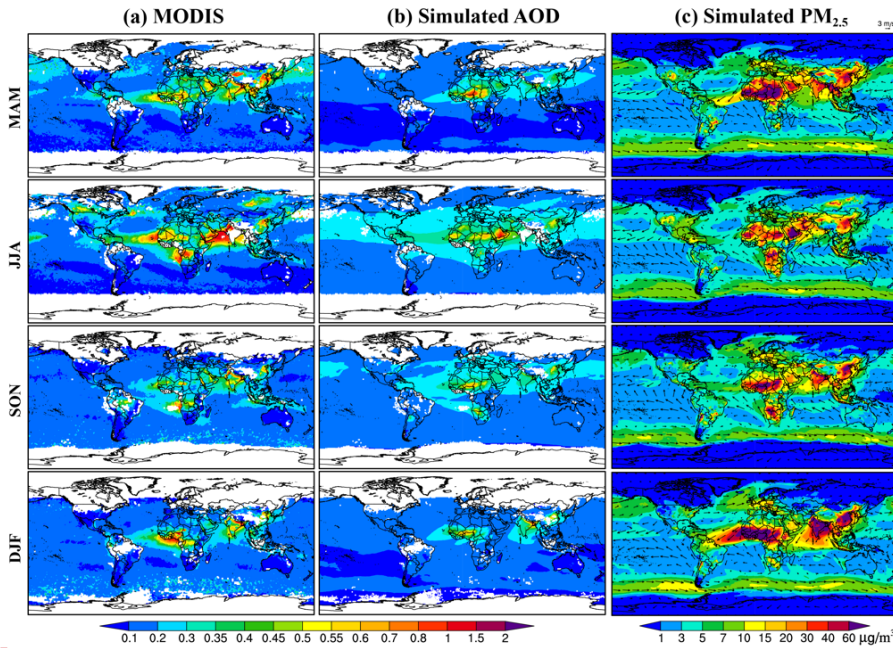 (a) MODIS (b) Simulated AOD (c) Simulated PM2.5
3 m/s
MAM
JJA
SON
DJF
0.1 0.2 0.3 0.35 0.4 0.45 0.5 0.55 0.6 0.7 0.8 1 1.5 2
1 3 5 7 10 15 20 30 40 60 μg/m³